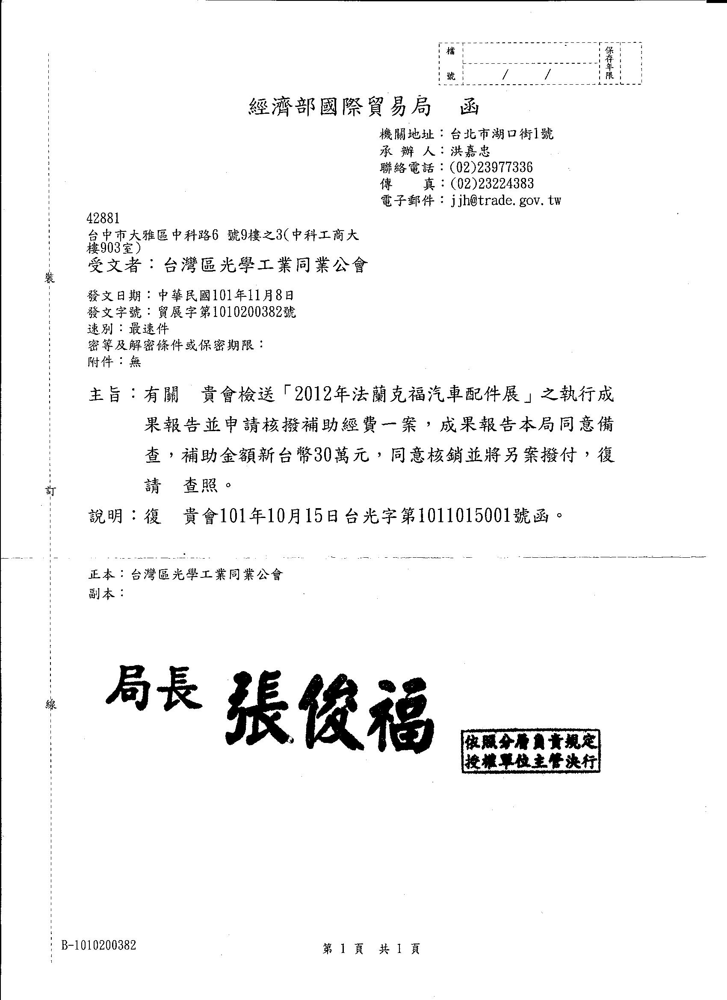 檔
號
/ /
保存年限
經濟部國際貿易局 函
機關地址：台北市湖口街1號
承 辦 人：洪嘉忠
聯絡電話：(02)23977336
傳 真：(02)23224383
電子郵件：jjh@trade.gov.tw
42881
台中市大雅區中科路6 號9樓之3(中科工商大
樓903室)
受文者：台灣區光學工業同業公會
發文日期：中華民國101年11月8日
發文字號：貿展字第1010200382號
速別：最速件
密等及解密條件或保密期限：
附件：無
主旨：有關 貴會檢送「2012年法蘭克福汽車配件展」之執行成
果報告並申請核撥補助經費一案，成果報告本局同意備
查，補助金額新台幣30萬元，同意核銷並將另案撥付，復
請 查照。
說明：復 貴會101年10月15日台光字第1011015001號函。
正本：台灣區光學工業同業公會
副本：
局長 張俊福
依照分層負責規定
授權單位主管決行
裝
訂
線
B-1010200382
第 1 頁 共 1 頁